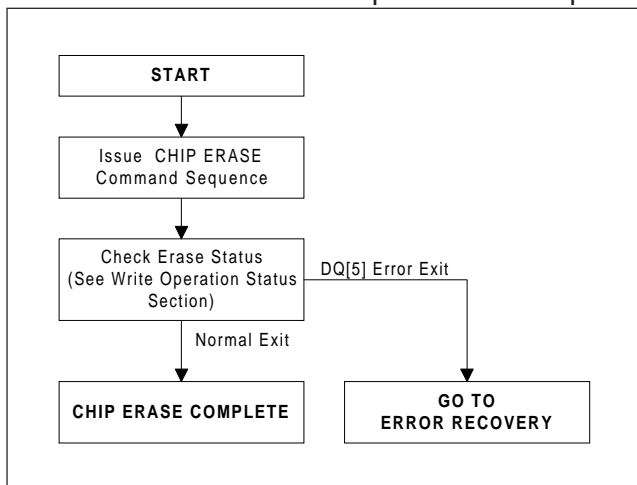 START
Issue CHIP ERASE
Command Sequence
Check Erase Status
(See Write Operation Status
Section)
DQ[5] Error Exit
Normal Exit
CHIP ERASE COMPLETE
GO TO
ERROR RECOVERY